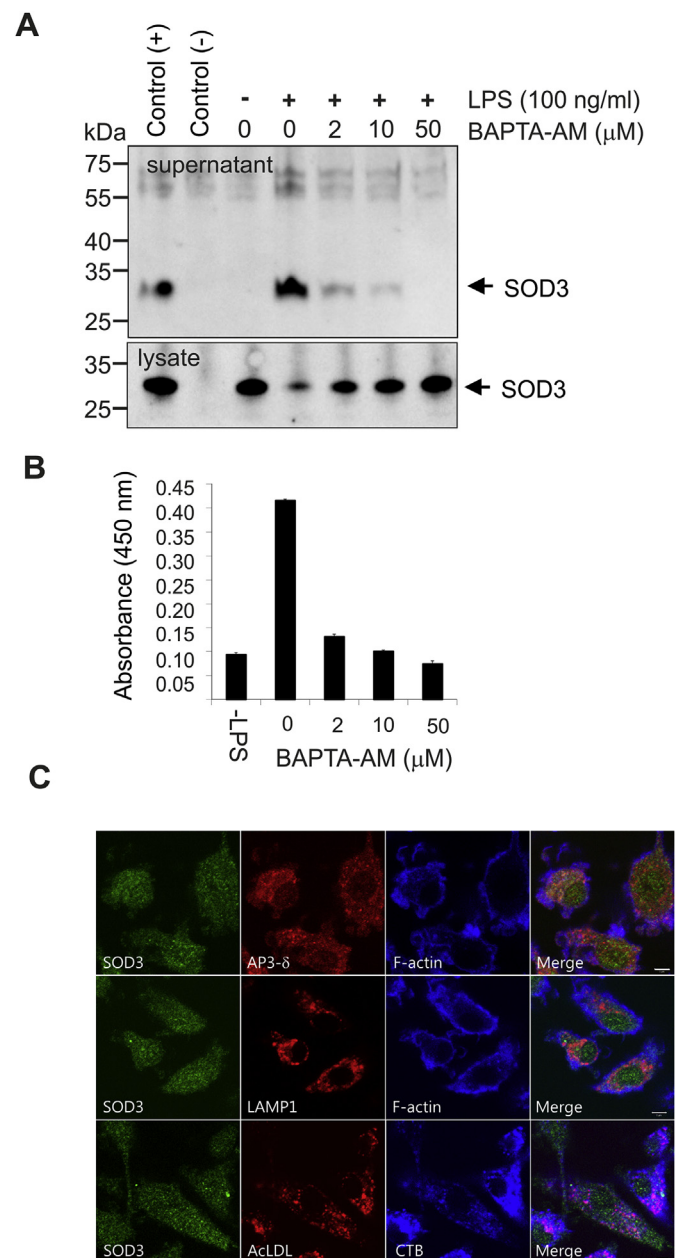 A
Control (+)
Control (-)
- + + + + LPS (100 ng/ml)
kDa 0 0 2 10 50 BAPTA-AM (μM)
75
supernatant
55
40
35
SOD3
25
lysate
35
SOD3
25
B
Absorbance (450 nm)
0.45
0.40
0.35
0.30
0.25
0.20
0.15
0.10
0.05
-LPS 0 2 10 50
BAPTA-AM (μM)
C
SOD3 AP3-δ F-actin Merge
SOD3 LAMP1 F-actin Merge
SOD3 AcLDL CTB Merge